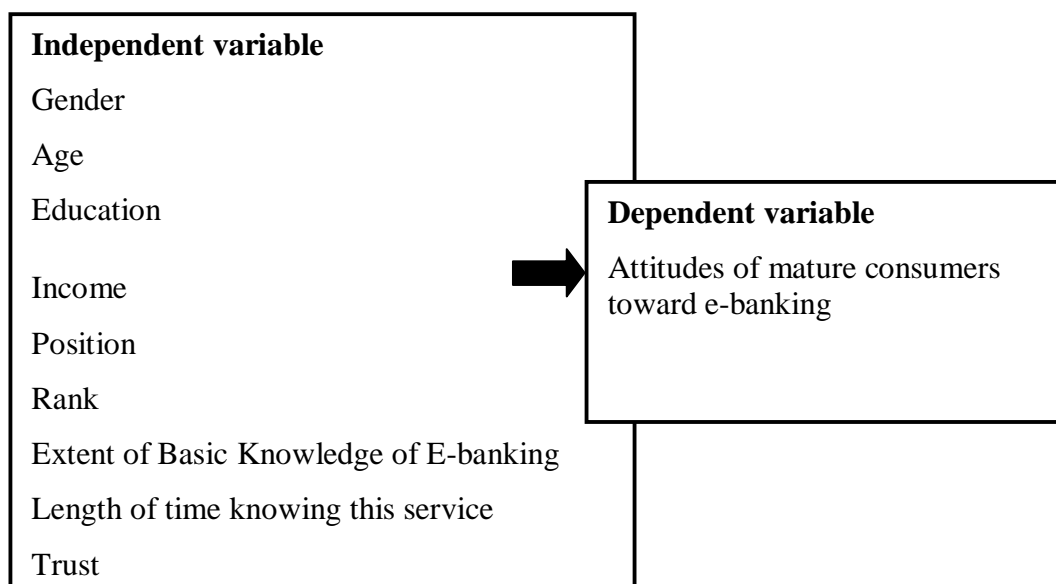 Independent variable
Gender
Age
Education
Income
Position
Rank
Extent of Basic Knowledge of E-banking
Length of time knowing this service
Trust
Dependent variable
Attitudes of mature consumers
toward e-banking